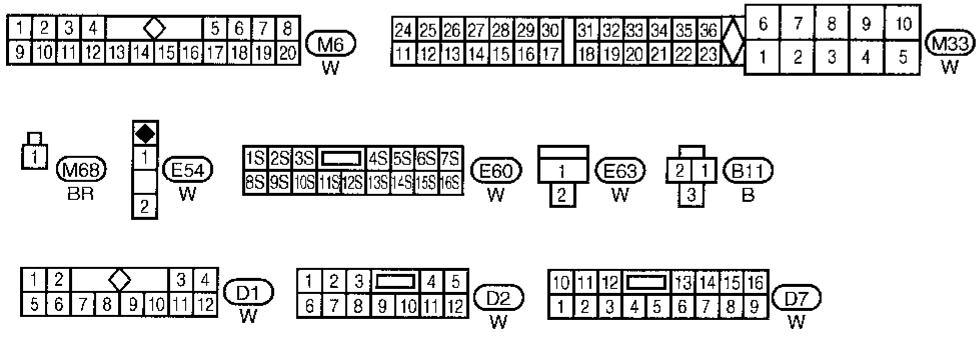 1 2 3 4 5 6 7 8
9 10 11 12 13 14 15 16 17 18 19 20
M6
W
24 25 26 27 28 29 30 31 32 33 34 35 36
11 12 13 14 15 16 17 18 19 20 21 22 23
6 7 8 9 10
1 2 3 4 5
M33
W
1
M68
BR
1
2
E54
W
1S 2S 3S 4S 5S 6S 7S
8S 9S 10S 11S 12S 13S 14S 15S 16S
E60
W
1
2
E63
W
2 1
3
B11
B
1 2 3 4
5 6 7 8 9 10 11 12
D1
W
1 2 3 4 5
6 7 8 9 10 11 12
D2
W
10 11 12 13 14 15 16
1 2 3 4 5 6 7 8 9
D7
W